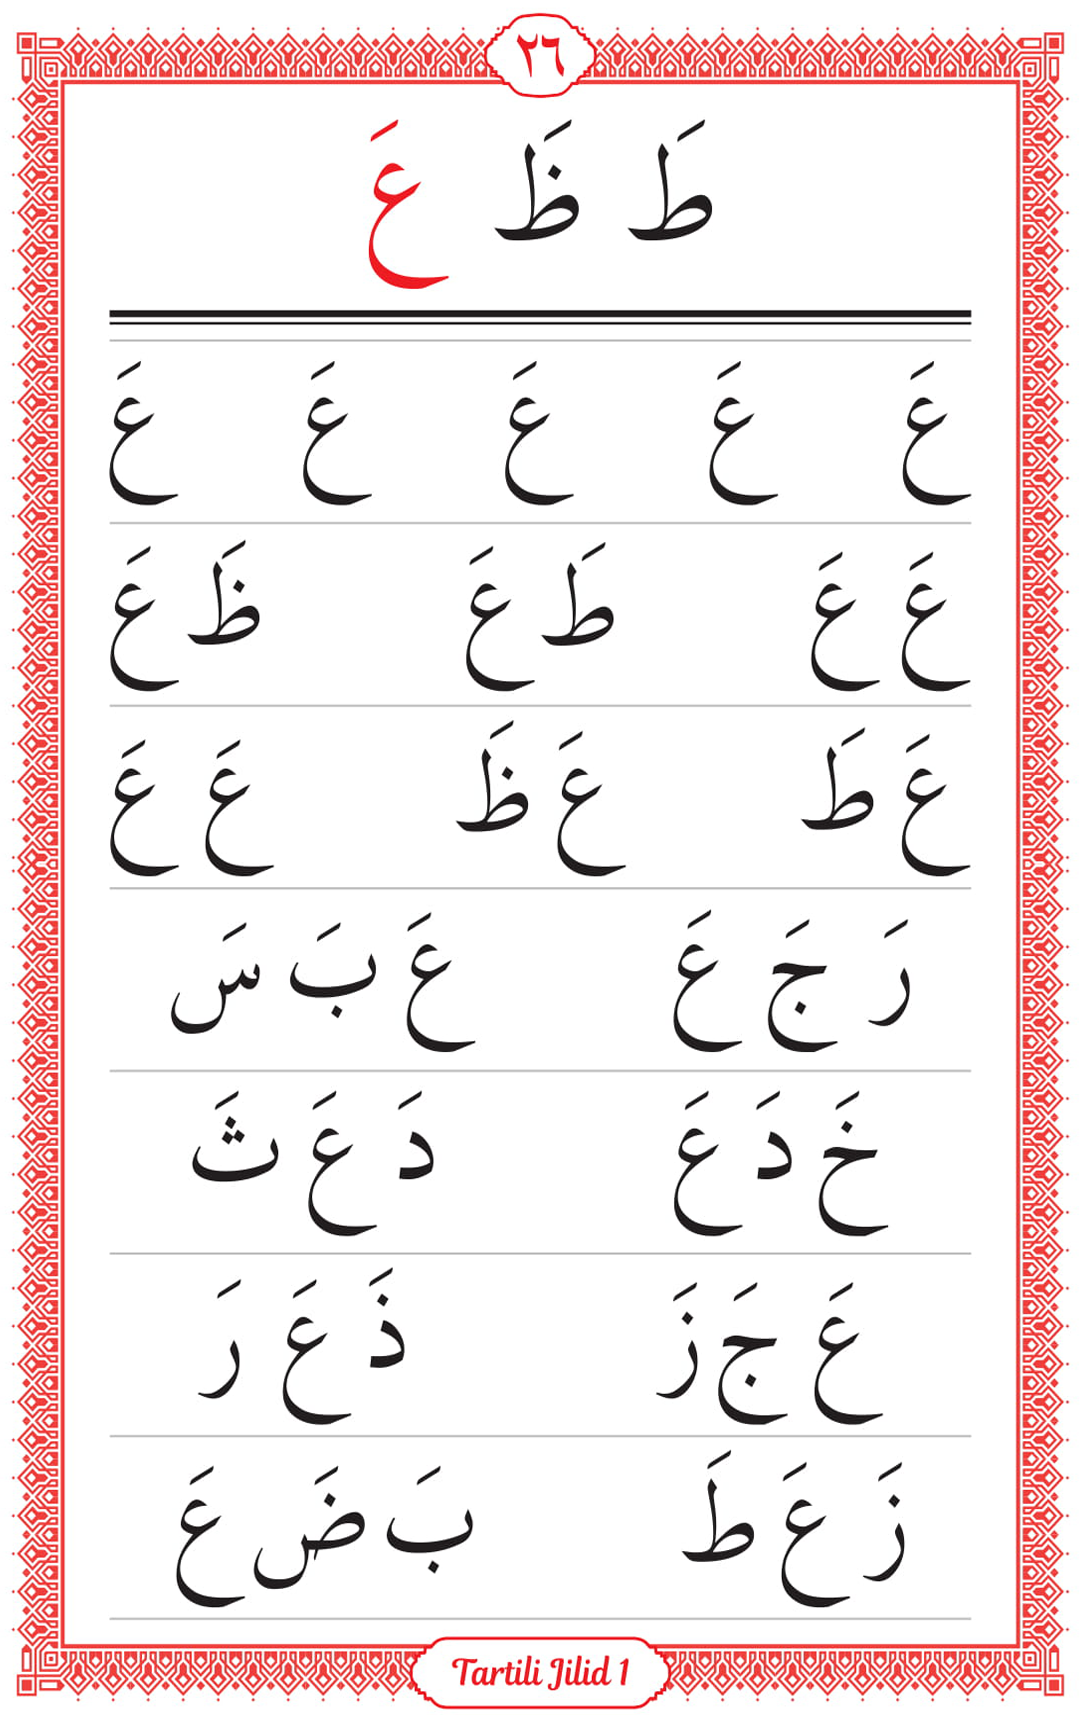 ٢٦
طَ ظَ عَ
عَ عَ عَ عَ عَ
عَ عَ طَ عَ ظَ عَ
عَ طَ عَ ظَ عَ عَ
رَ جَ عَ عَ بَ سَ
خَ دَ عَ دَ عَ ثَ
عَ جَ زَ ذَ عَ رَ
زَ عَ طَ بَ ضَ عَ
Tartili Jilid 1